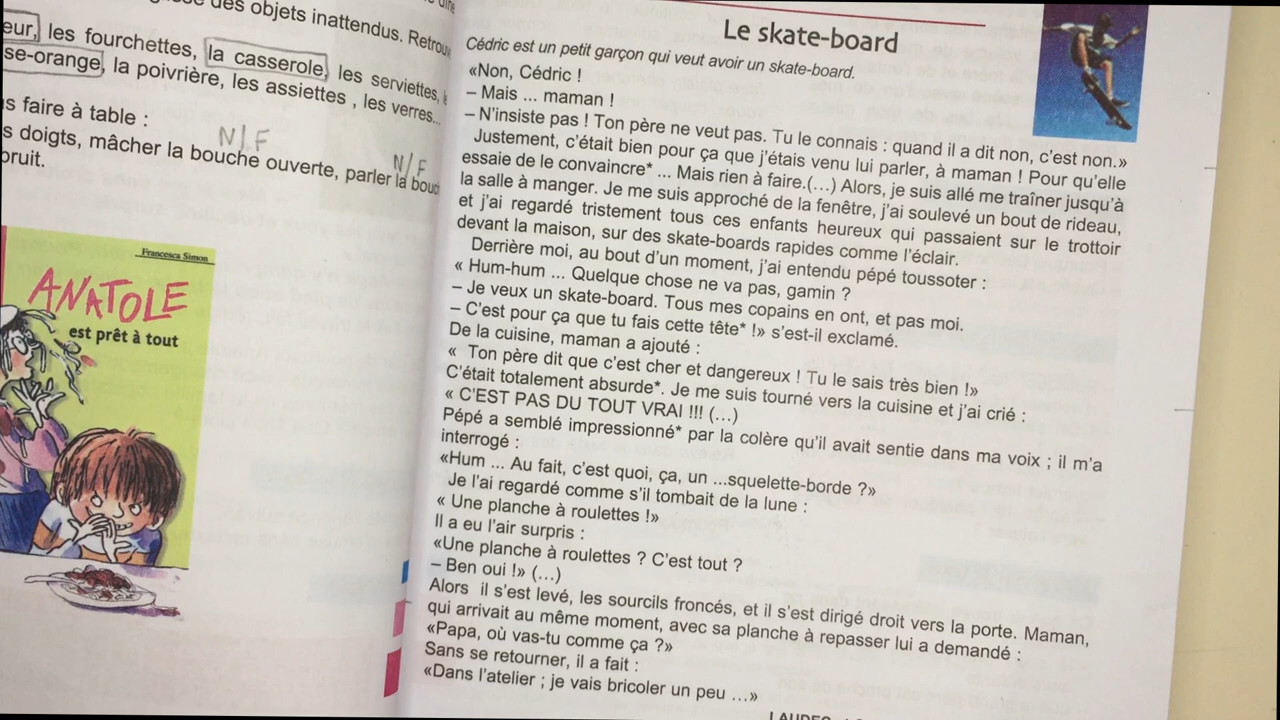 des objets inattendus. Retrou
eur, les fourchettes, la casserole, les serviettes,
se-orange, la poivrière, les assiettes , les verres...
s faire à table :
s doigts, mâcher la bouche ouverte, parler la bouc
bruit.
N/F
N/F
Francesca Simon
ANATOLE
est prêt à tout
Le skate-board
Cédric est un petit garçon qui veut avoir un skate-board.
«Non, Cédric !
– Mais ... maman !
– N'insiste pas ! Ton père ne veut pas. Tu le connais : quand il a dit non, c'est non.»
Justement, c'était bien pour ça que j'étais venu lui parler, à maman ! Pour qu'elle
essaie de le convaincre* ... Mais rien à faire.(...) Alors, je suis allé me traîner jusqu'à
la salle à manger. Je me suis approché de la fenêtre, j'ai soulevé un bout de rideau,
et j'ai regardé tristement tous ces enfants heureux qui passaient sur le trottoir
devant la maison, sur des skate-boards rapides comme l'éclair.
Derrière moi, au bout d'un moment, j'ai entendu pépé toussoter :
« Hum-hum ... Quelque chose ne va pas, gamin ?
– Je veux un skate-board. Tous mes copains en ont, et pas moi.
– C'est pour ça que tu fais cette tête* !» s'est-il exclamé.
De la cuisine, maman a ajouté :
« Ton père dit que c'est cher et dangereux ! Tu le sais très bien !»
C'était totalement absurde*. Je me suis tourné vers la cuisine et j'ai crié :
« C'EST PAS DU TOUT VRAI !!! (...)
Pépé a semblé impressionné* par la colère qu'il avait sentie dans ma voix ; il m'a
interrogé :
«Hum ... Au fait, c'est quoi, ça, un ...squelette-borde ?»
Je l'ai regardé comme s'il tombait de la lune :
« Une planche à roulettes !»
Il a eu l'air surpris :
«Une planche à roulettes ? C'est tout ?
– Ben oui !» (...)
Alors il s'est levé, les sourcils froncés, et il s'est dirigé droit vers la porte. Maman,
qui arrivait au même moment, avec sa planche à repasser lui a demandé :
«Papa, où vas-tu comme ça ?»
Sans se retourner, il a fait :
«Dans l'atelier ; je vais bricoler un peu ...»